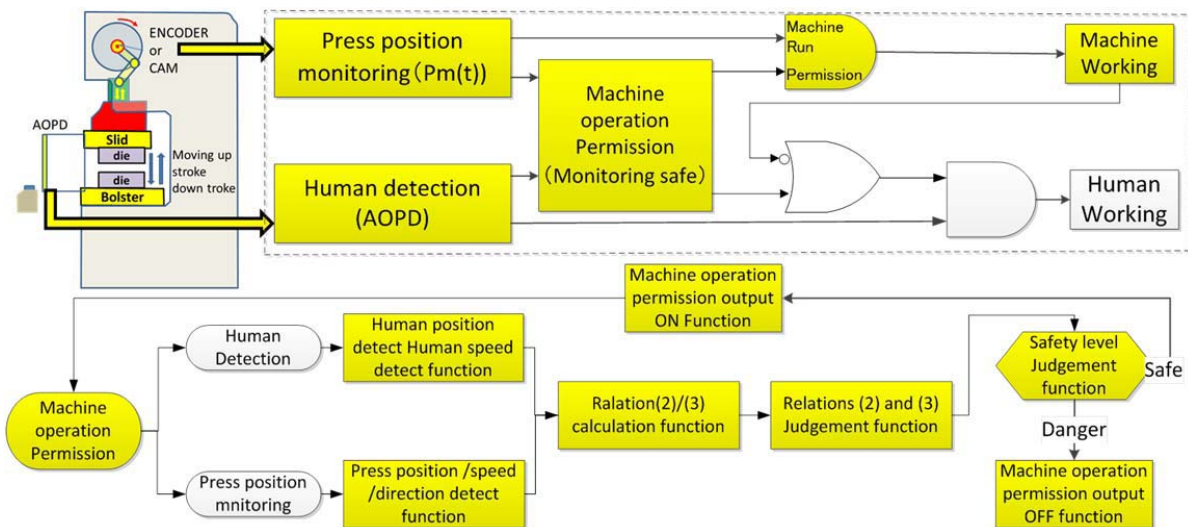 ENCODER
or
CAM
AOPD
Slid
die
die
Bolster
Moving up
stroke
down troke
Press position
monitoring（Pm(t)）
Human detection
(AOPD)
Machine
operation
Permission
（Monitoring safe）
Machine
Run
Permission
Machine
Working
Human
Working
Machine operation
permission output
ON Function
Machine
operation
Permission
Human
Detection
Press position
mnitoring
Human position
detect Human speed
detect function
Press position /speed
/direction detect
function
Ralation(2)/(3)
calculation function
Relations (2) and (3)
Judgement function
Safety level
Judgement
function
Safe
Danger
Machine operation
permission output
OFF function